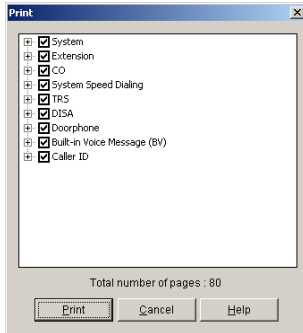 Print
System
Extension
CO
System Speed Dialing
TRS
DISA
Doorphone
Built-in Voice Message (BV)
Caller ID
Total number of pages : 80
Print Cancel Help